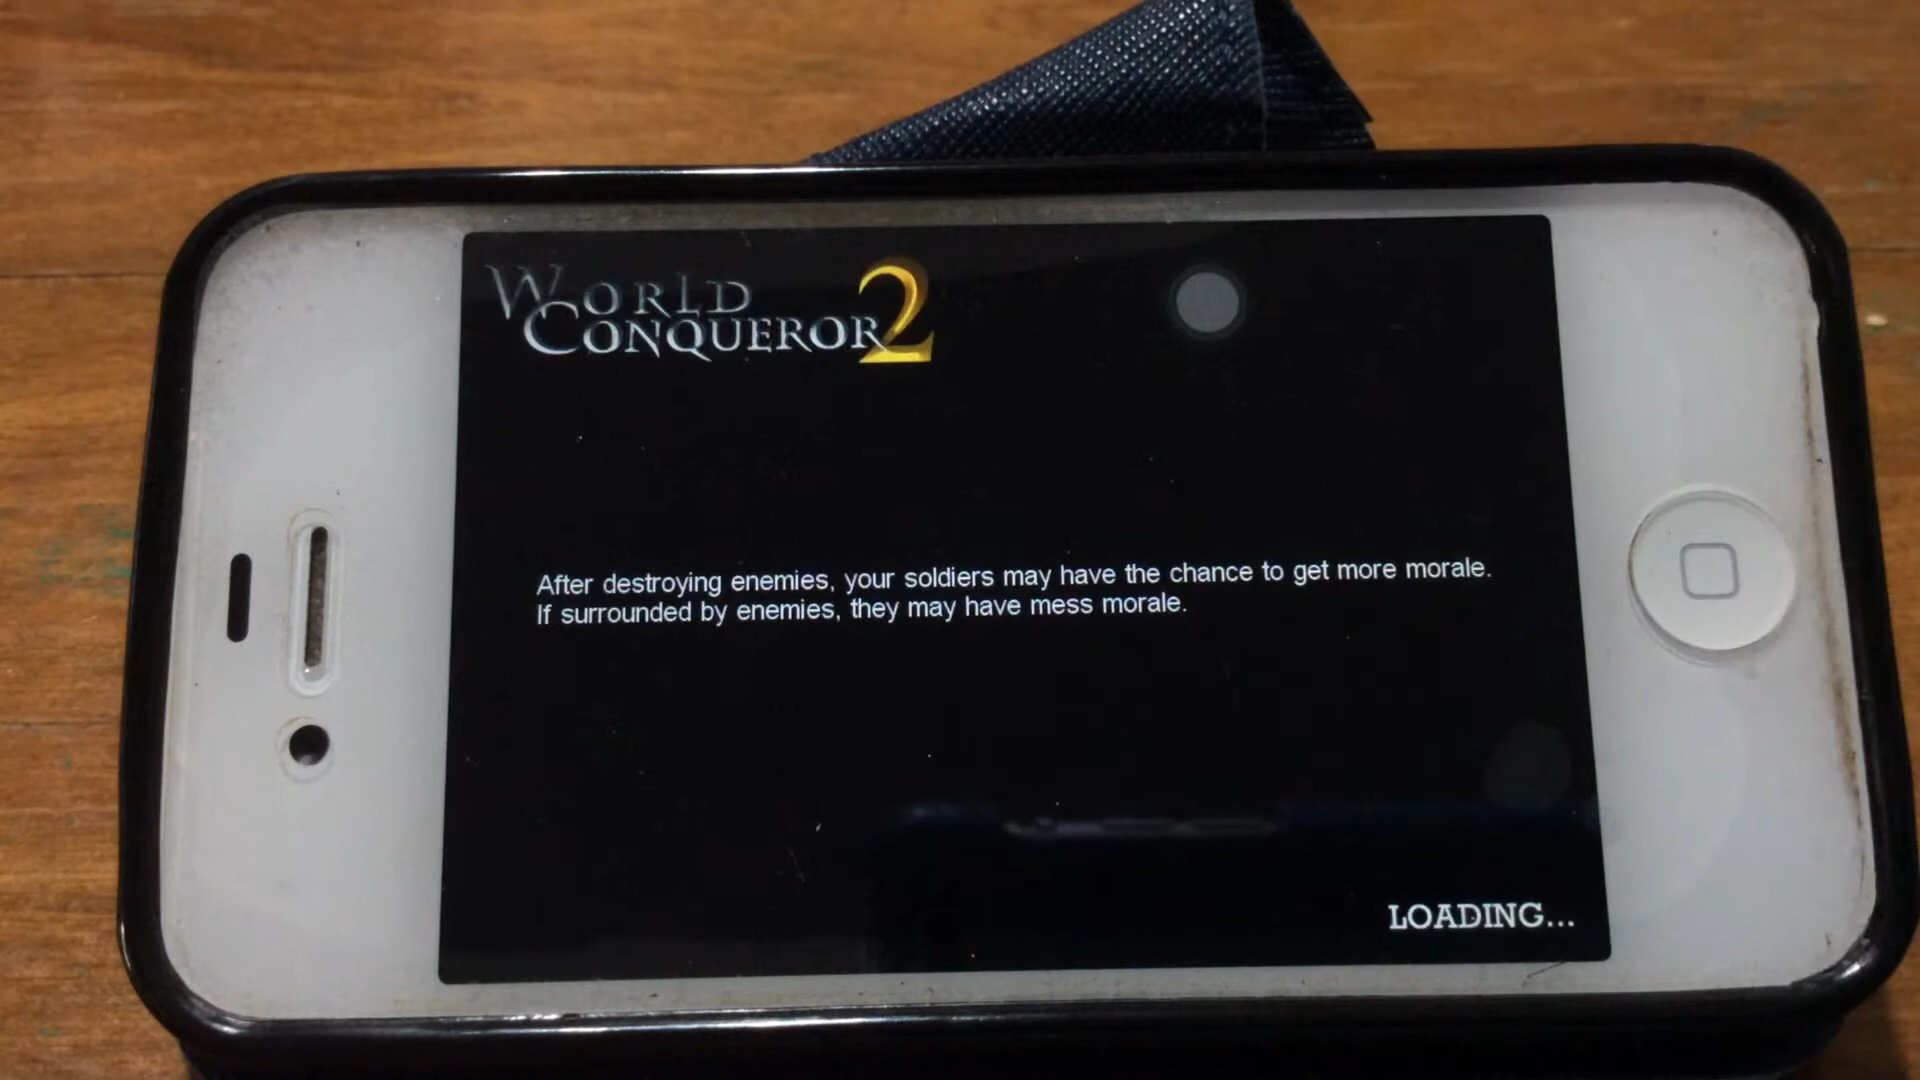 WORLD
CONQUEROR 2
After destroying enemies, your soldiers may have the chance to get more morale.
If surrounded by enemies, they may have mess morale.
LOADING...